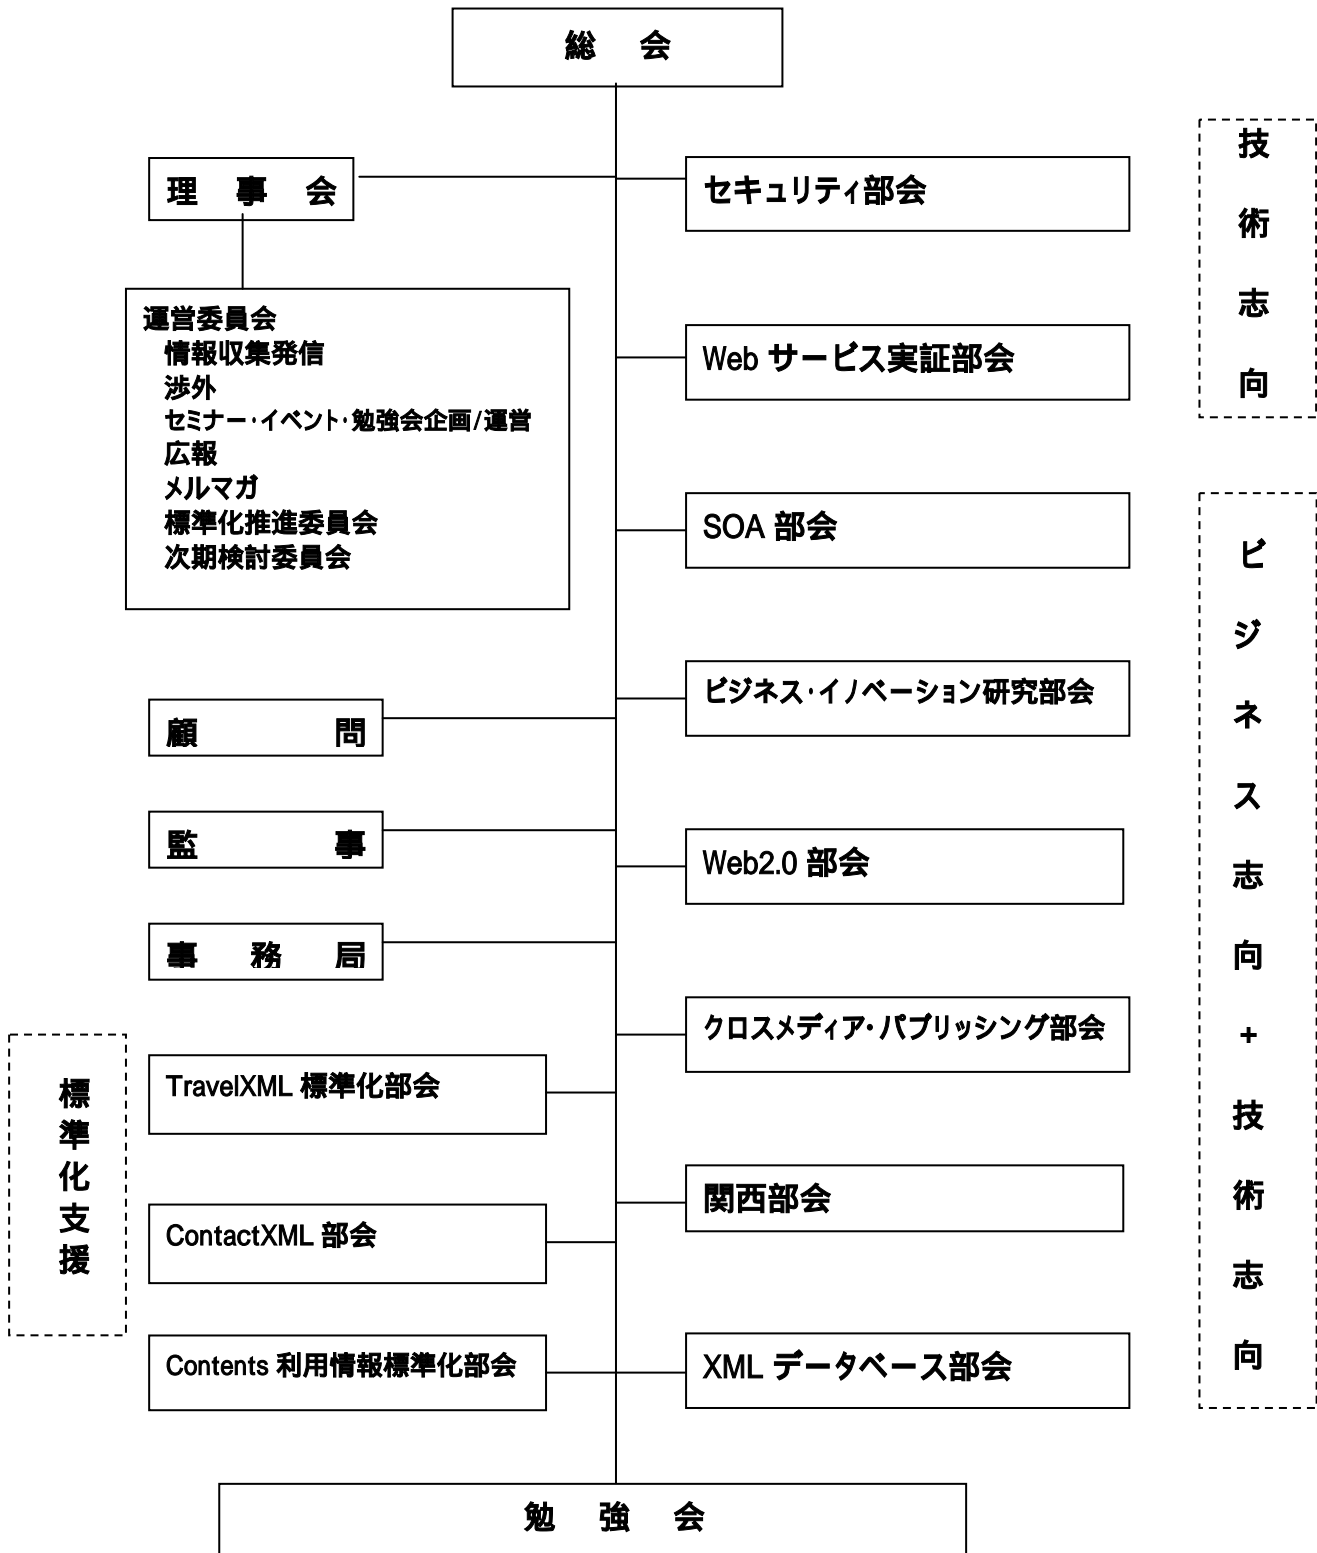 総 会
理 事 会
運営委員会
情報収集発信
渉外
セミナー・イベント・勉強会企画/運営
広報
メルマガ
標準化推進委員会
次期検討委員会
顧 問
監 事
事 務 局
標準化支援
TravelXML 標準化部会
ContactXML 部会
Contents 利用情報標準化部会
セキュリティ部会
Web サービス実証部会
SOA 部会
ビジネス・イノベーション研究部会
Web2.0 部会
クロスメディア・パブリッシング部会
関西部会
XML データベース部会
技術志向
ビジネス志向+技術志向
勉 強 会